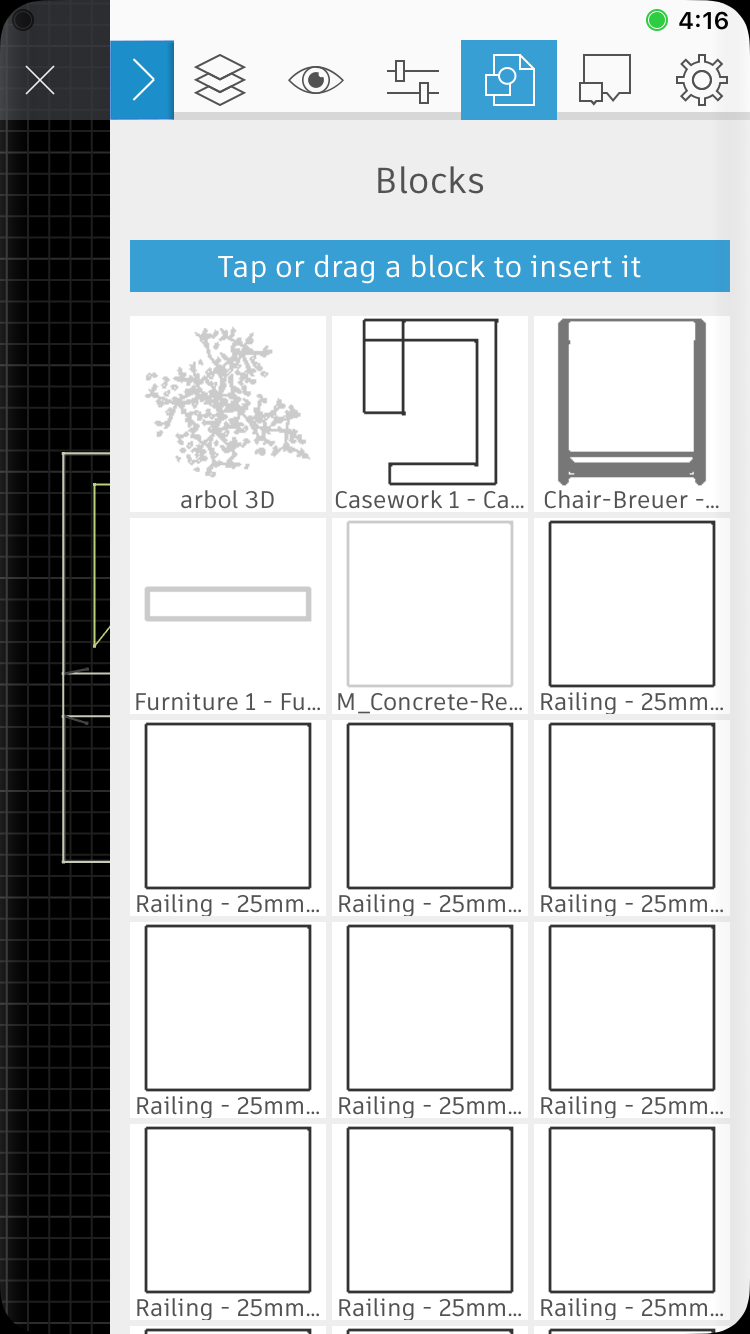 4:16
Blocks
Tap or drag a block to insert it
arbol 3D
Casework 1 - Ca...
Chair-Breuer -...
Furniture 1 - Fu...
M_Concrete-Re...
Railing - 25mm...
Railing - 25mm...
Railing - 25mm...
Railing - 25mm...
Railing - 25mm...
Railing - 25mm...
Railing - 25mm...
Railing - 25mm...
Railing - 25mm...
Railing - 25mm...